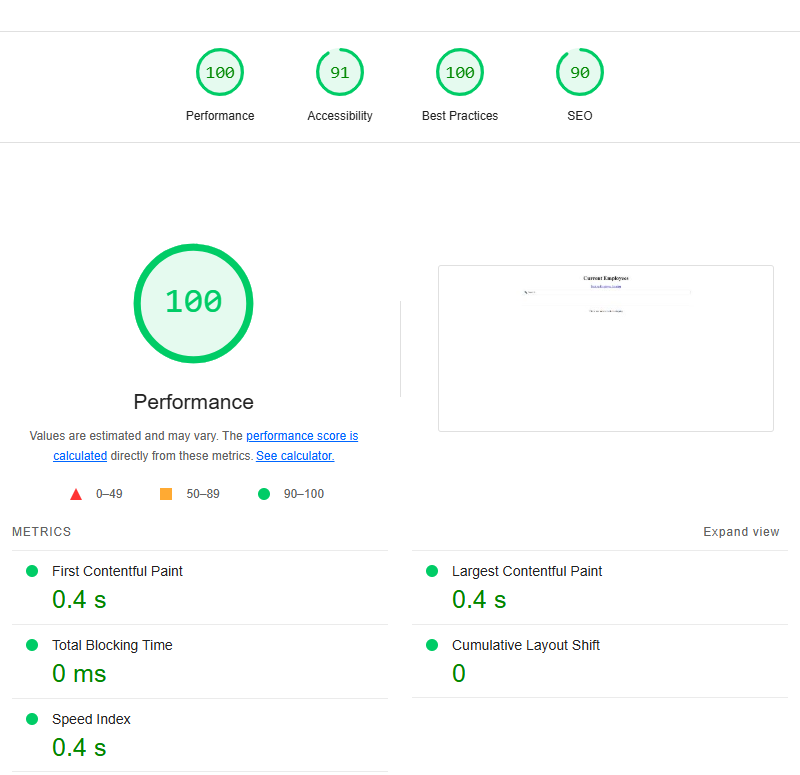 100
91
100
90
Performance
Accessibility
Best Practices
SEO
100
Performance
Values are estimated and may vary. The performance score is
calculated directly from these metrics. See calculator.
0–49
50–89
90–100
Current Employees
METRICS
Expand view
First Contentful Paint
0.4 s
Largest Contentful Paint
0.4 s
Total Blocking Time
0 ms
Cumulative Layout Shift
0
Speed Index
0.4 s